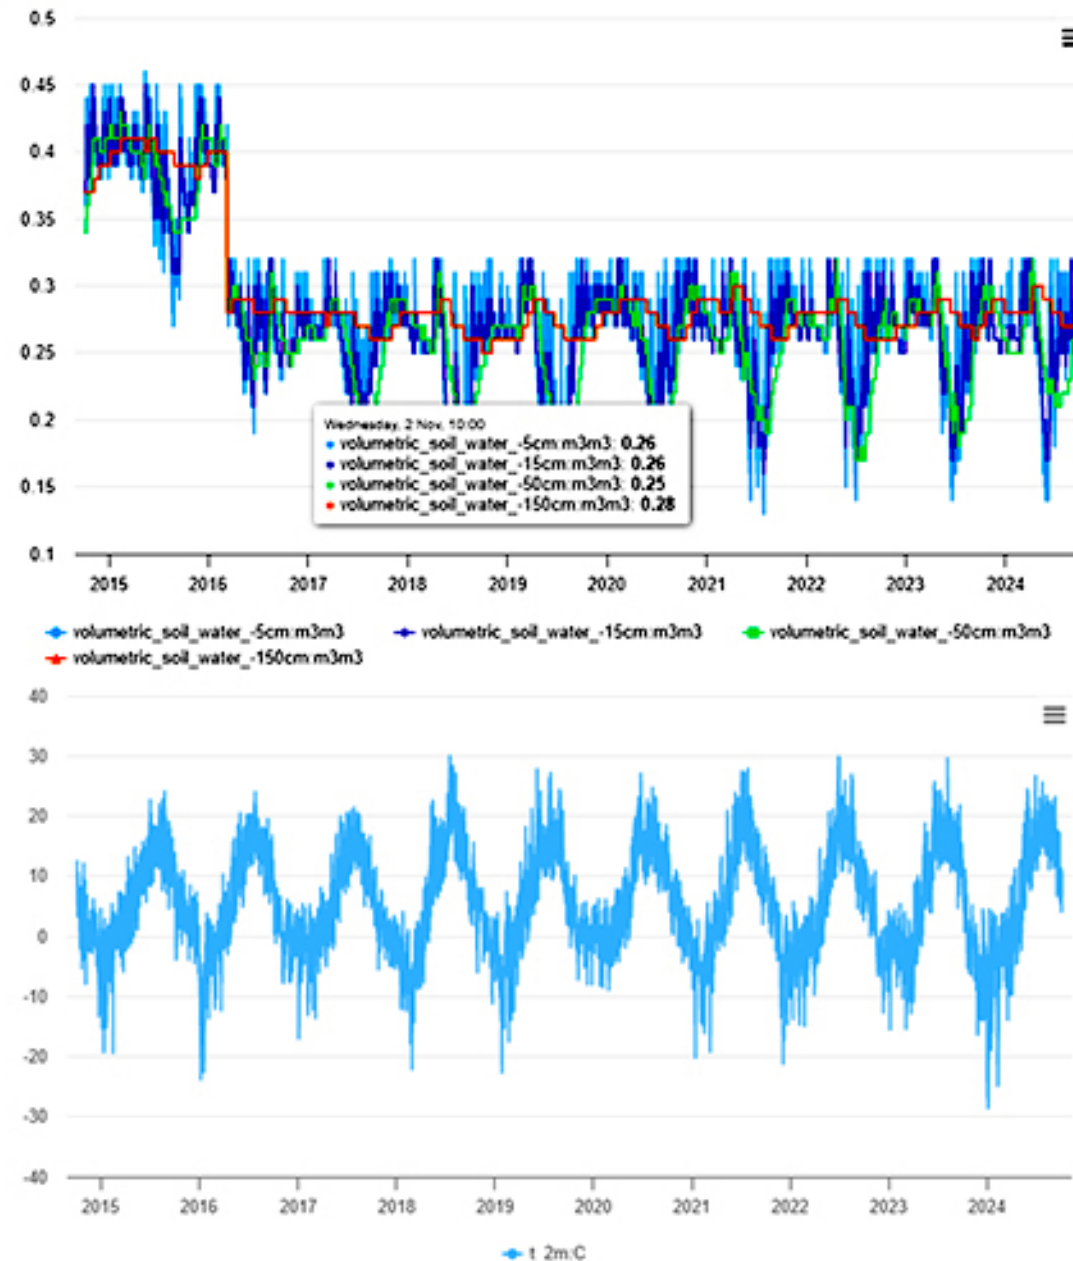 0.5
0.45
0.4
0.35
0.3
0.25
0.2
0.15
0.1
Wednesday, 2 Nov, 10:00
volumetric_soil_water_-5cm:m3m3: 0.26
volumetric_soil_water_-15cm:m3m3: 0.26
volumetric_soil_water_-50cm:m3m3: 0.25
volumetric_soil_water_-150cm:m3m3: 0.28
2015 2016 2017 2018 2019 2020 2021 2022 2023 2024
volumetric_soil_water_-5cm:m3m3 volumetric_soil_water_-15cm:m3m3 volumetric_soil_water_-50cm:m3m3
volumetric_soil_water_-150cm:m3m3
40
30
20
10
0
-10
-20
-30
-40
2015 2016 2017 2018 2019 2020 2021 2022 2023 2024
t_2m:C